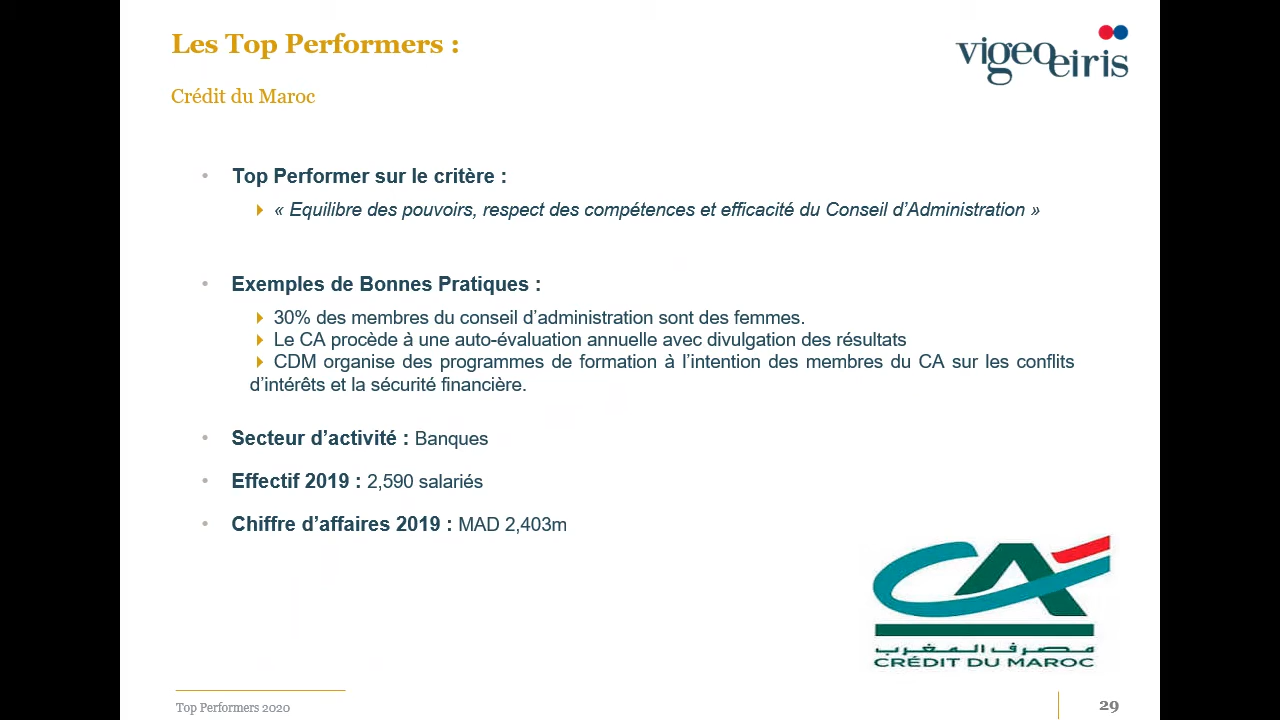 Les Top Performers :
vigeoeiris
Crédit du Maroc
• Top Performer sur le critère :
« Equilibre des pouvoirs, respect des compétences et efficacité du Conseil d’Administration »
• Exemples de Bonnes Pratiques :
30% des membres du conseil d’administration sont des femmes.
Le CA procède à une auto-évaluation annuelle avec divulgation des résultats
CDM organise des programmes de formation à l’intention des membres du CA sur les conflits
d’intérêts et la sécurité financière.
• Secteur d’activité : Banques
• Effectif 2019 : 2,590 salariés
• Chiffre d’affaires 2019 : MAD 2,403m
CA
مصرف المغرب
CRÉDIT DU MAROC
Top Performers 2020
29